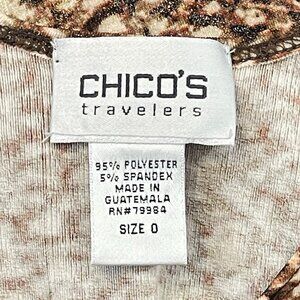 CHICO'S
travelers
95% POLYESTER
5% SPANDEX
MADE IN
GUATEMALA
RN#79984
SIZE 0